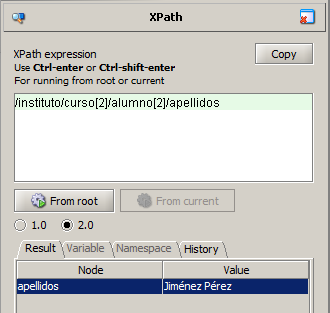 XPath
XPath expression
Copy
Use Ctrl-enter or Ctrl-shift-enter
For running from root or current
/instituto/curso[2]/alumno[2]/apellidos
From root
From current
1.0
2.0
Result
Variable
Namespace
History
Node
Value
apellidos
Jiménez Pérez